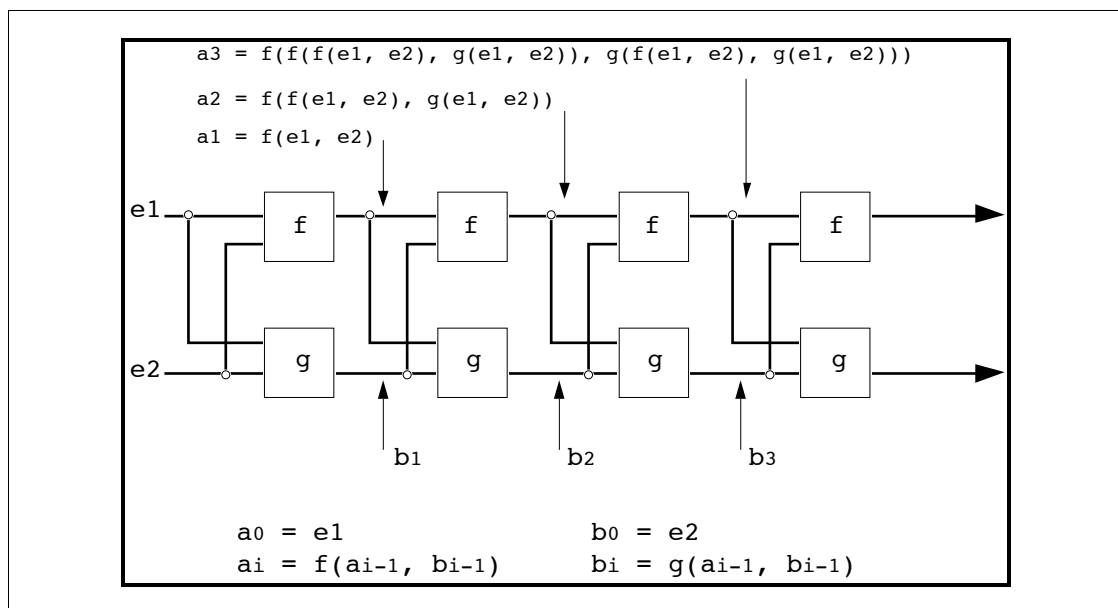 a3 = f(f(f(e1, e2), g(e1, e2)), g(f(e1, e2), g(e1, e2)))
a2 = f(f(e1, e2), g(e1, e2))
a1 = f(e1, e2)
e1 f f f f
e2 g g g g
b1 b2 b3
a0 = e1 b0 = e2
ai = f(ai-1, bi-1) bi = g(ai-1, bi-1)